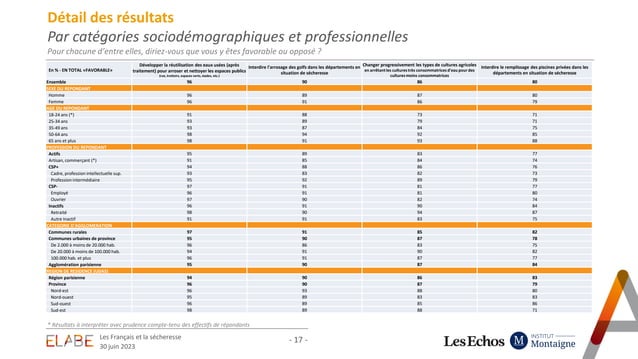 Détail des résultats
Par catégories sociodémographiques et professionnelles
Pour chacune d'entre elles, diriez-vous que vous y êtes favorable ou opposé ?
En % - EN TOTAL «FAVORABLE» Développer la réutilisation des eaux usées (après traitement) pour arroser et nettoyer les espaces publics (rue, trottoirs, espaces verts, stades, etc.) Interdire l'arrosage des golfs dans les départements en situation de sécheresse Changer progressivement les types de cultures agricoles en arrêtant les cultures très consommatrices d'eau pour des cultures moins consommatrices Interdire le remplissage des piscines privées dans les départements en situation de sécheresse
Ensemble 96 90 86 80
SEXE DU REPONDANT
Homme 96 89 87 80
Femme 96 91 86 79
AGE DU REPONDANT
18-24 ans (*) 91 88 73 71
25-34 ans 93 89 79 71
35-49 ans 93 87 84 75
50-64 ans 98 94 92 85
65 ans et plus 98 91 93 88
PROFESSION DU REPONDANT
Actifs 95 89 83 77
Artisan, commerçant (*) 91 85 84 74
CSP+ 94 88 86 76
Cadre, profession intellectuelle sup. 93 83 82 73
Profession intermédiaire 95 92 89 79
CSP- 97 91 81 77
Employé 96 91 81 80
Ouvrier 97 90 82 74
Inactifs 96 91 90 84
Retraité 98 90 94 87
Autre inactif 91 91 83 75
CATEGORIE D'AGGLOMERATION
Communes rurales 97 91 85 82
Communes urbaines de province 95 90 87 78
De 2.000 à moins de 20.000 hab. 96 86 83 75
De 20.000 à moins de 100.000 hab. 94 91 90 82
100.000 hab. et plus 96 91 87 77
Agglomération parisienne 95 90 87 84
REGION DE RESIDENCE (UDA5)
Région parisienne 94 90 86 83
Province 96 90 87 79
Nord-est 96 93 88 80
Nord-ouest 95 89 83 83
Sud-ouest 96 89 85 86
Sud-est 98 89 88 71
* Résultats à interpréter avec prudence compte-tenu des effectifs de répondants
ELABE
Les Français et la sécheresse
30 juin 2023
- 17 -
Les Echos
M
INSTITUT
Montaigne